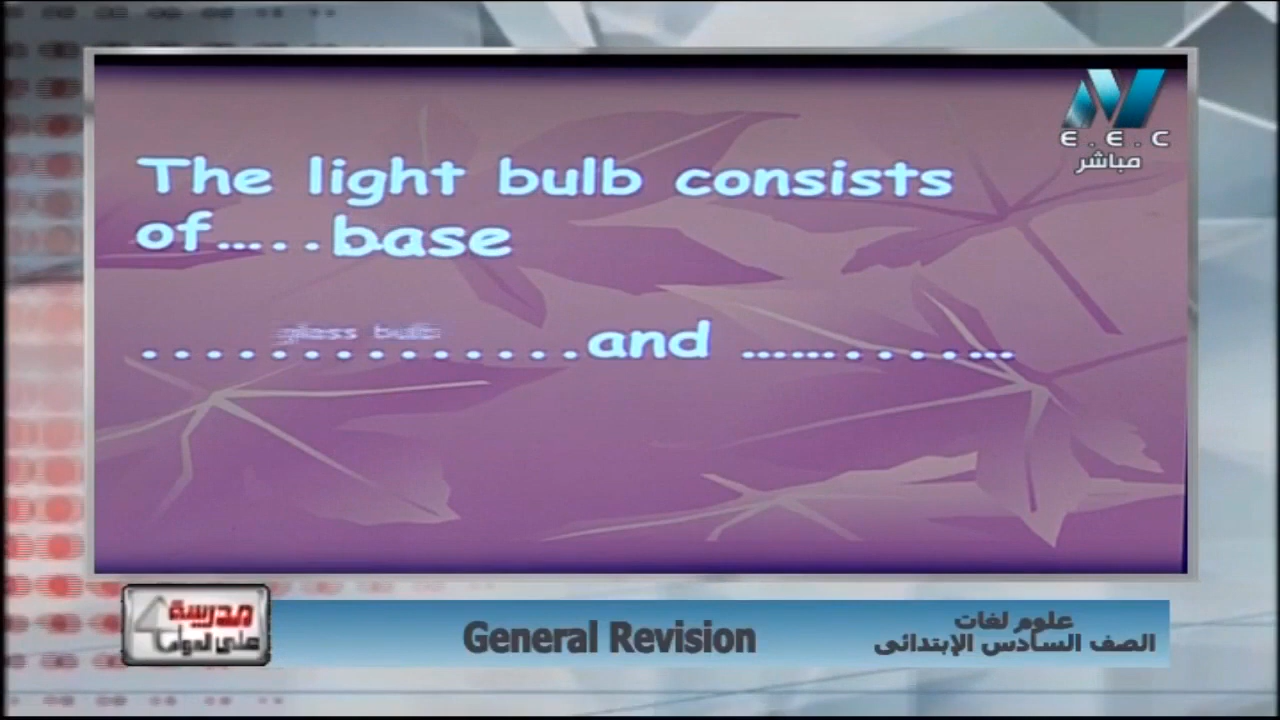 E.E.C
مباشر
The light bulb consists
of.....base
glass bulb
...............and ..............
مدرسة
على الهواء
General Revision
علوم لغات
الصف السادس الإبتدائى